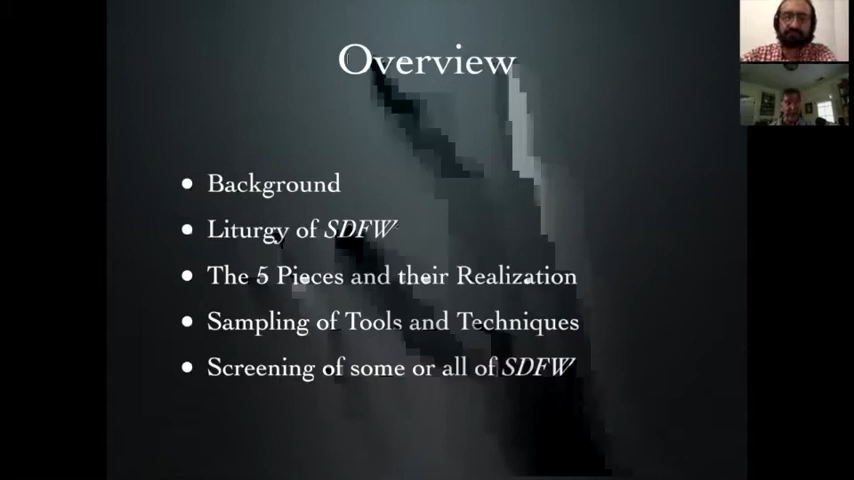 Overview
Background
Liturgy of SDFW
The 5 Pieces and their Realization
Sampling of Tools and Techniques
Screening of some or all of SDFW